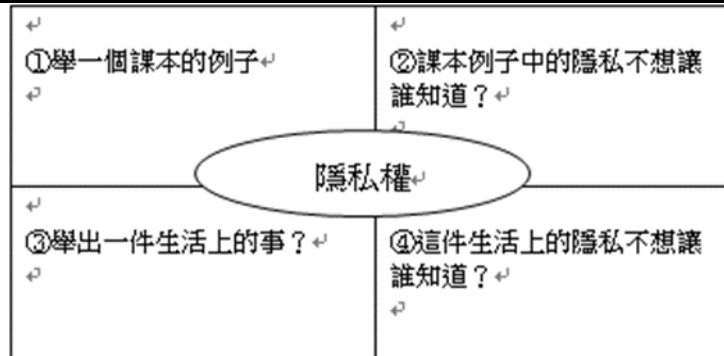 ①舉一個課本的例子
②課本例子中的隱私不想讓
誰知道？
隱私權
③舉出一件生活上的事？
④這件生活上的隱私不想讓
誰知道？